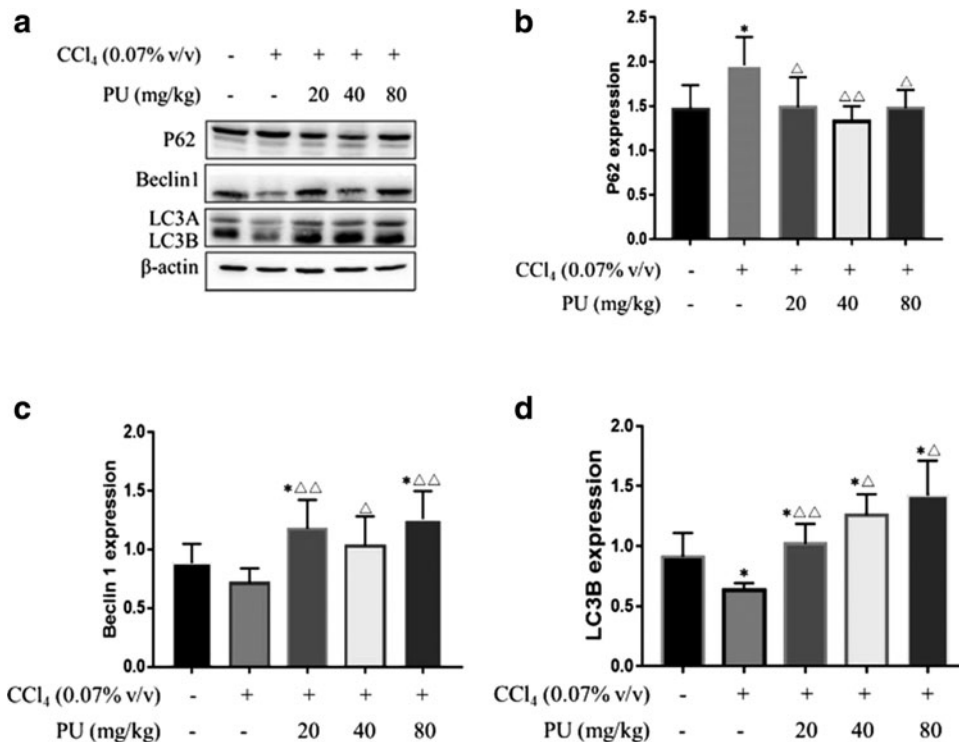 a
CCl₄ (0.07% v/v) - + + + +
PU (mg/kg) - - 20 40 80
P62
Beclin1
LC3A
LC3B
β-actin
b
P62 expression
2.5
2.0
1.5
1.0
0.5
0.0
* △ △△ △
CCl₄ (0.07% v/v) - + + + +
PU (mg/kg) - - 20 40 80
c
Beclin 1 expression
2.0
1.5
1.0
0.5
0.0
*△△ △ *△△
CCl₄ (0.07% v/v) - + + + +
PU (mg/kg) - - 20 40 80
d
LC3B expression
2.0
1.5
1.0
0.5
0.0
* *△△ *△ *△
CCl₄ (0.07% v/v) - + + + +
PU (mg/kg) - - 20 40 80